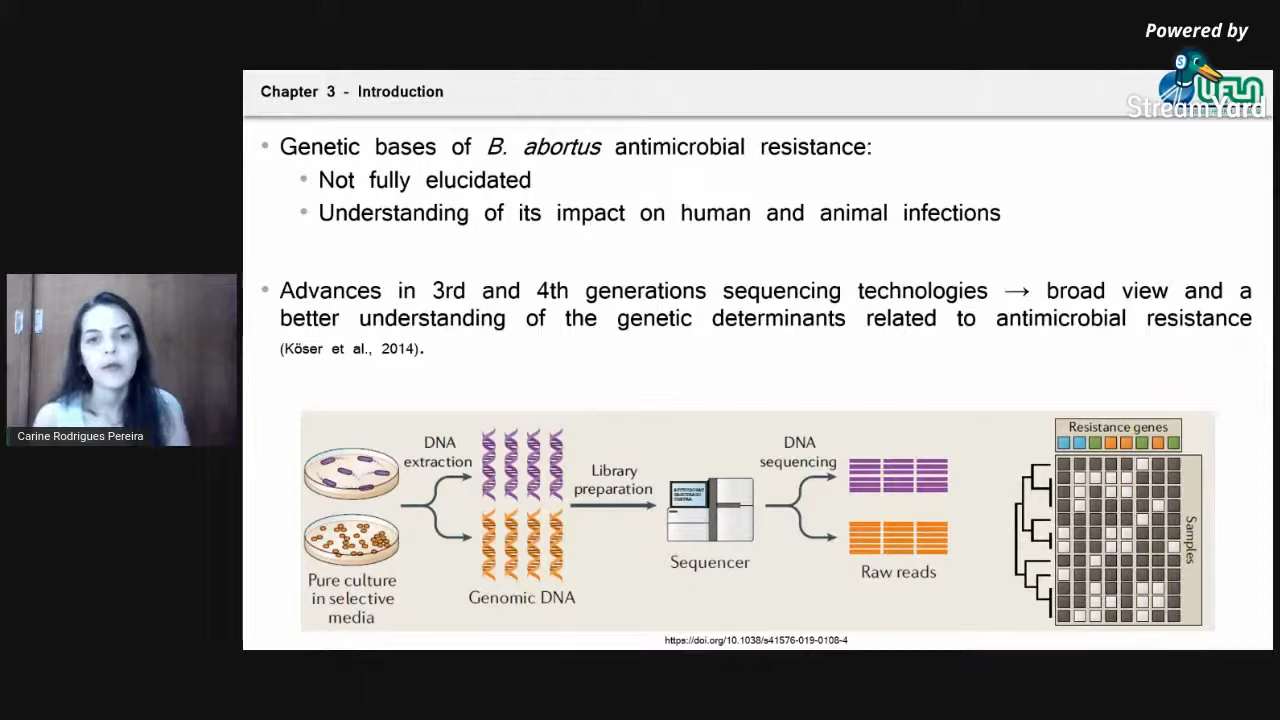 Powered by
StreamYard
UFLA
Chapter 3 - Introduction
Genetic bases of B. abortus antimicrobial resistance:
Not fully elucidated
Understanding of its impact on human and animal infections
Advances in 3rd and 4th generations sequencing technologies → broad view and a
better understanding of the genetic determinants related to antimicrobial resistance
(Köser et al., 2014).
Carine Rodrigues Pereira
DNA
extraction
Library
preparation
DNA
sequencing
Resistance genes
Samples
Sequencer
Raw reads
Pure culture
in selective
media
Genomic DNA
https://doi.org/10.1038/s41576-019-0108-4